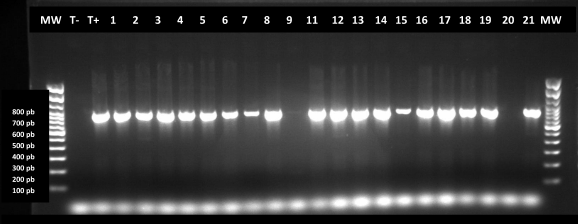 MW T- T+ 1 2 3 4 5 6 7 8 9 11 12 13 14 15 16 17 18 19 20 21 MW
800 pb
700 pb
600 pb
500 pb
400 pb
300 pb
200 pb
100 pb